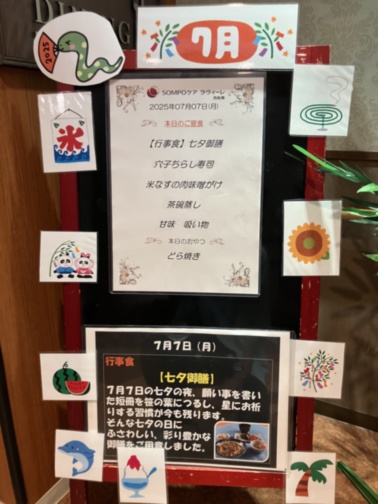 DINING
2025
7月
氷
SOMPOケア ラヴィーレ
2025年07月07日(月)
本日のご昼食
【行事食】七夕御膳
穴子ちらし寿司
米なすの肉味噌がけ
茶碗蒸し
甘味 吸い物
本日のおやつ
どら焼き
7月7日(月)
行事食
【七夕御膳】
7月7日の七夕の夜、願い事を書い
た短冊を笹の葉につるし、星にお祈
りする習慣が今も残ります。
そんな七夕の日に
ふさわしい、彩り豊かな
御膳をご用意しました。